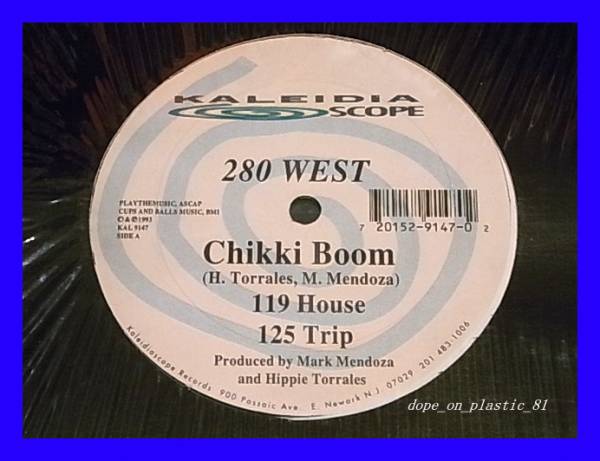 KALEIDIA
SCOPE
280 WEST
PLAYTHEMUSIC, ASCAP
CUPS AND BALLS MUSIC, BMI
© & ℗ 1993
KAL 9147
SIDE A
7 20152-9147-0 2
Chikki Boom
(H. Torrales, M. Mendoza)
119 House
125 Trip
Produced by Mark Mendoza
and Hippie Torrales
Kaleidioscope Records 900 Passaic Ave. E. Newark N.J. 07029 201.483.1006
dope_on_plastic_81